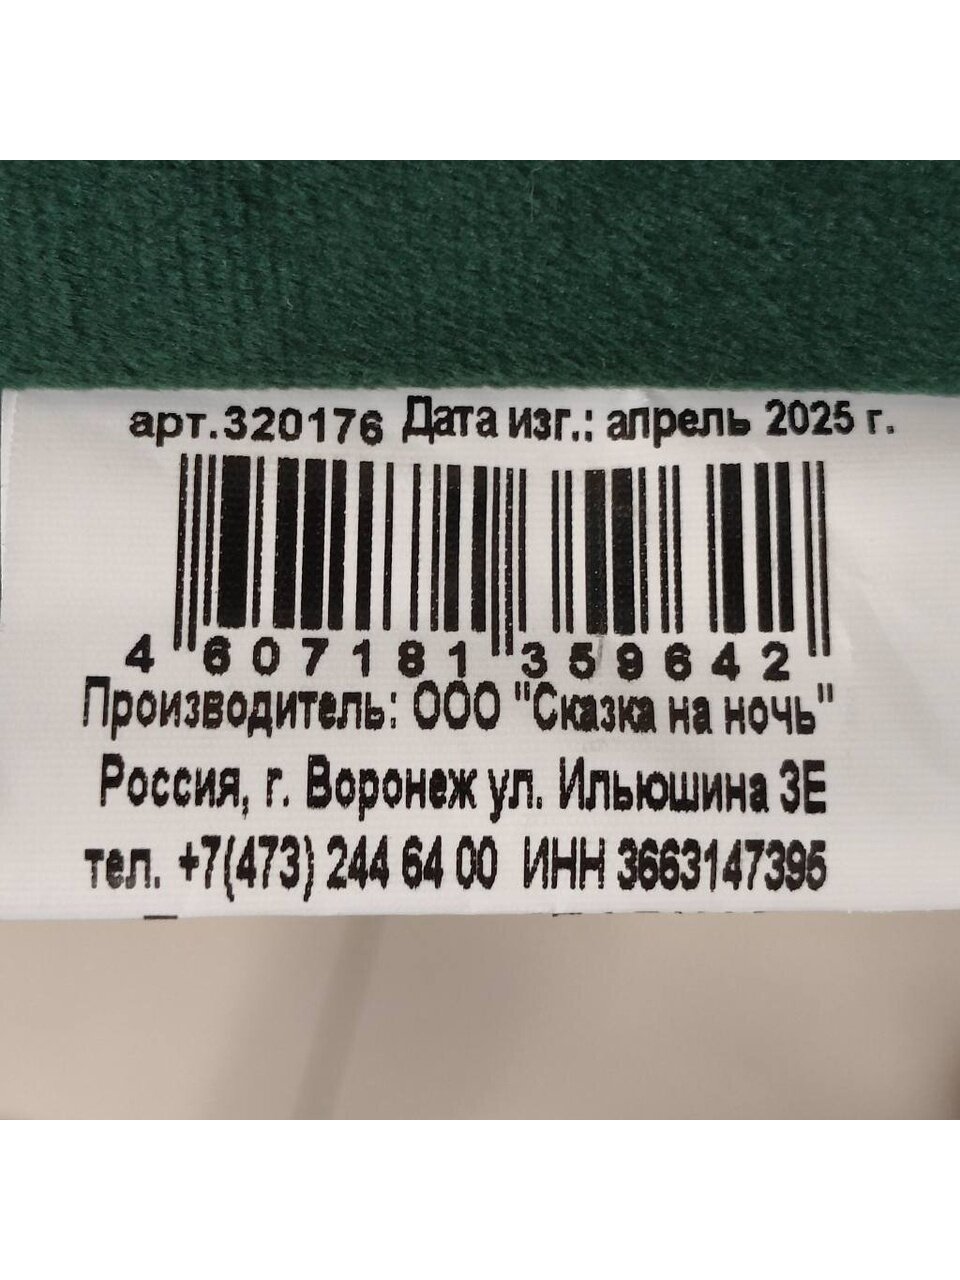 арт.320176 Дата изг.: апрель 2025 г.
4 607181 359642
Производитель: ООО "Сказка на ночь"
Россия, г. Воронеж ул. Ильюшина 3Е
тел. +7(473) 244 64 00 ИНН 3663147395